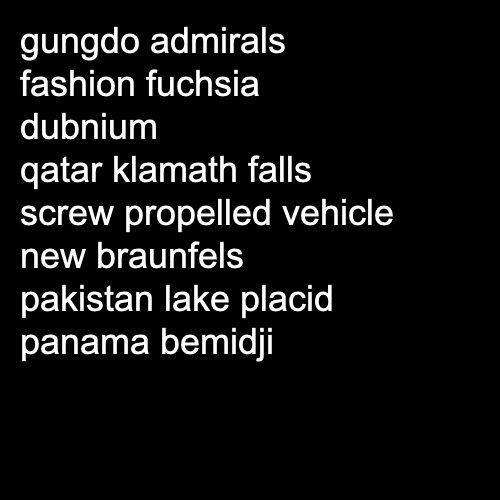 gungdo admirals
fashion fuchsia
dubnium
qatar klamath falls
screw propelled vehicle
new braunfels
pakistan lake placid
panama bemidji